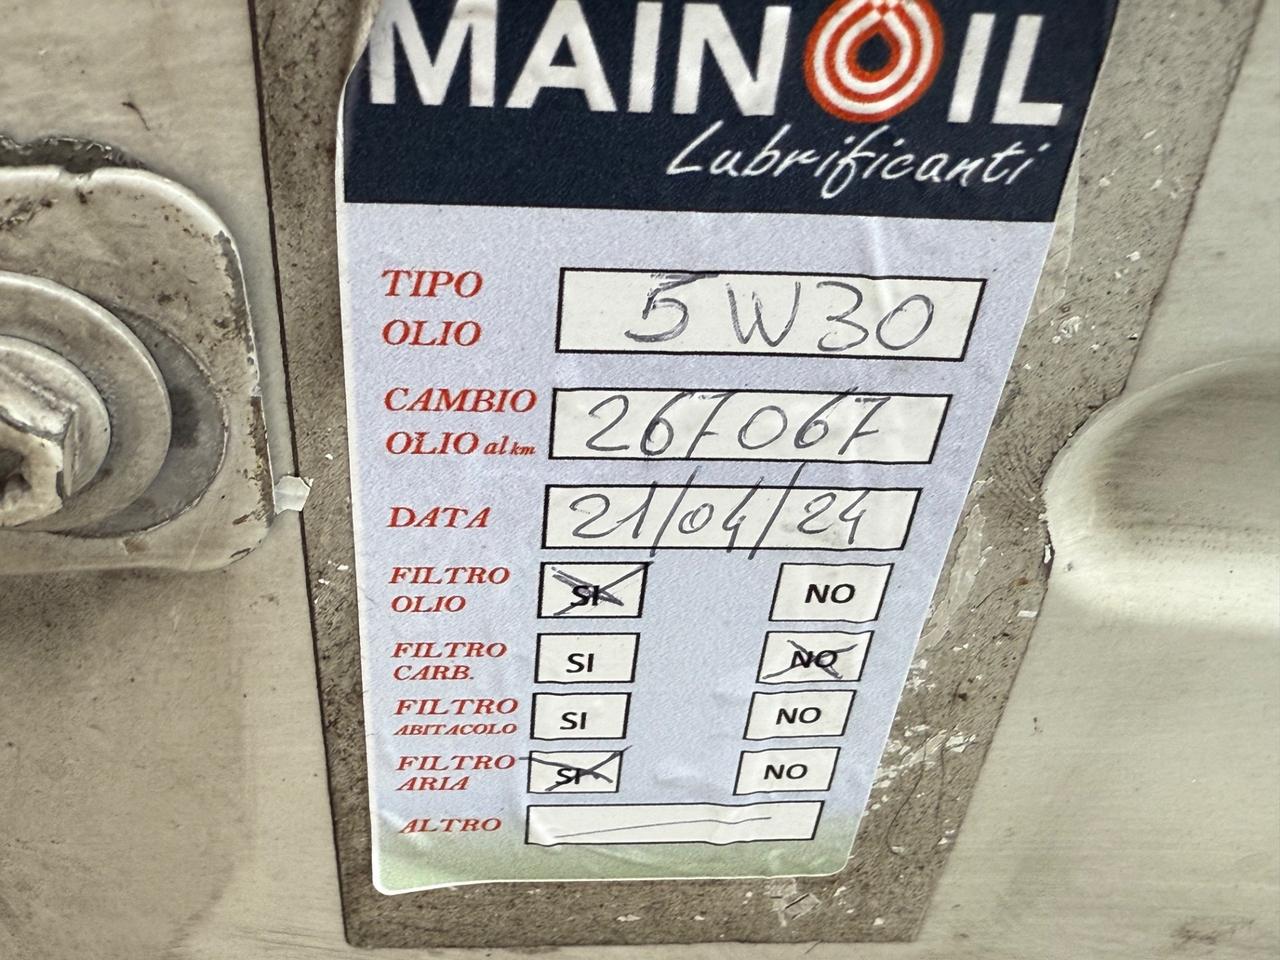 MAINOIL
Lubrificanti
TIPO OLIO 5W30
CAMBIO OLIO al km 267067
DATA 21/04/24
FILTRO OLIO SI NO
FILTRO CARB. SI NO
FILTRO ABITACOLO SI NO
FILTRO ARIA SI NO
ALTRO